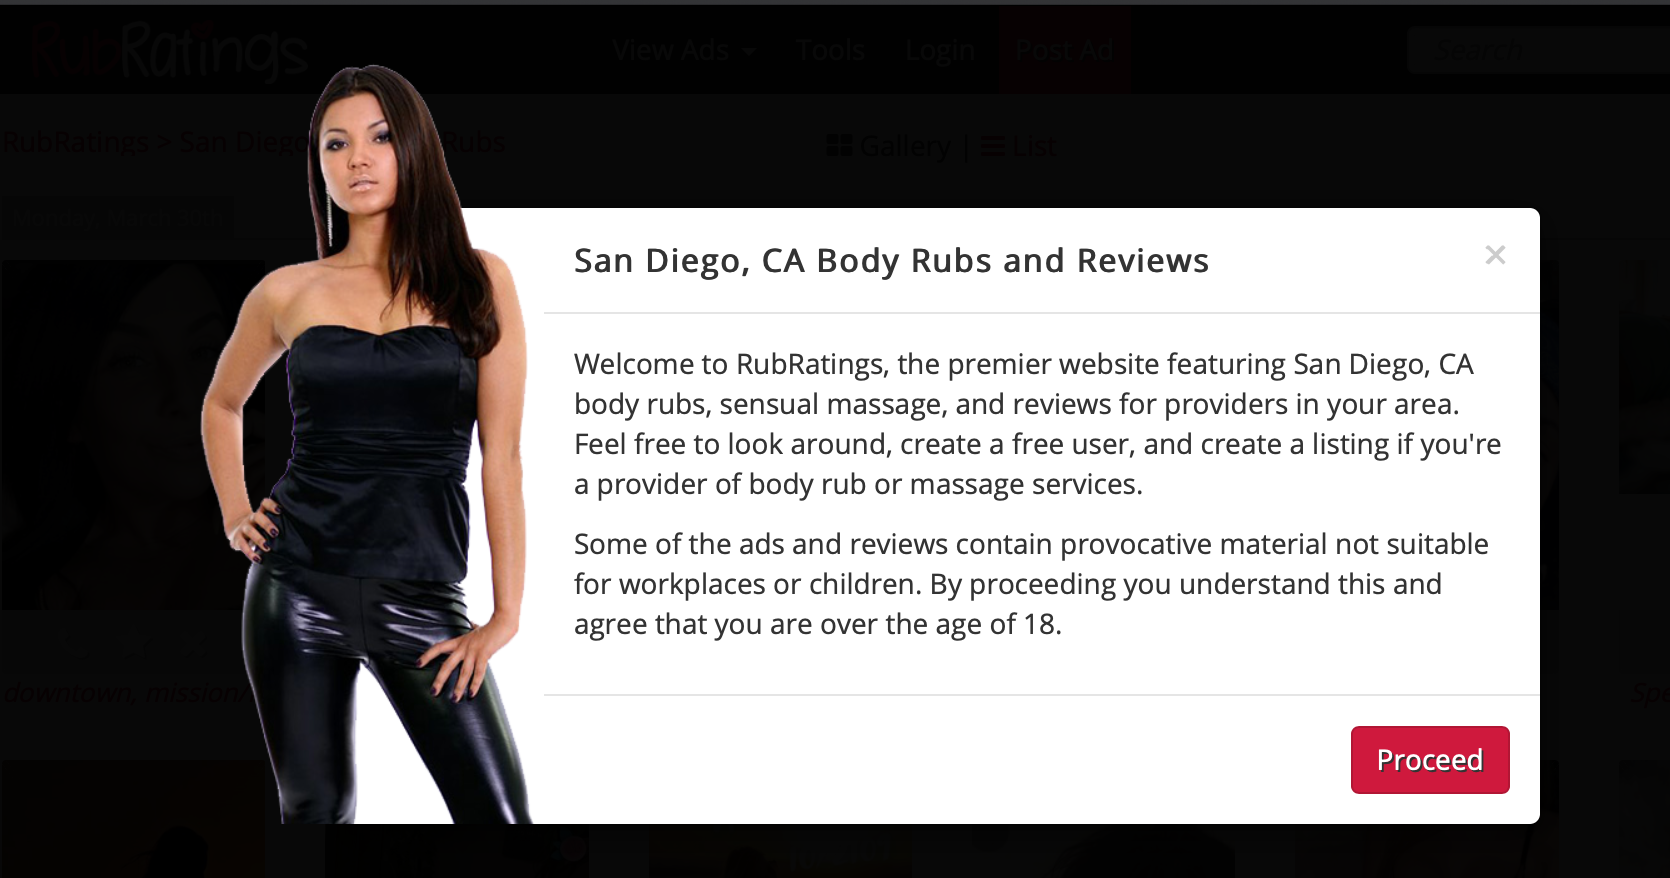 RubRatings
View Ads
Tools
Login
Post Ad
Search
RubRatings > San Diego
Rubs
Gallery | List
Monday, March 30th
San Diego, CA Body Rubs and Reviews
×
Welcome to RubRatings, the premier website featuring San Diego, CA
body rubs, sensual massage, and reviews for providers in your area.
Feel free to look around, create a free user, and create a listing if you're
a provider of body rub or massage services.
Some of the ads and reviews contain provocative material not suitable
for workplaces or children. By proceeding you understand this and
agree that you are over the age of 18.
downtown, mission/
Proceed